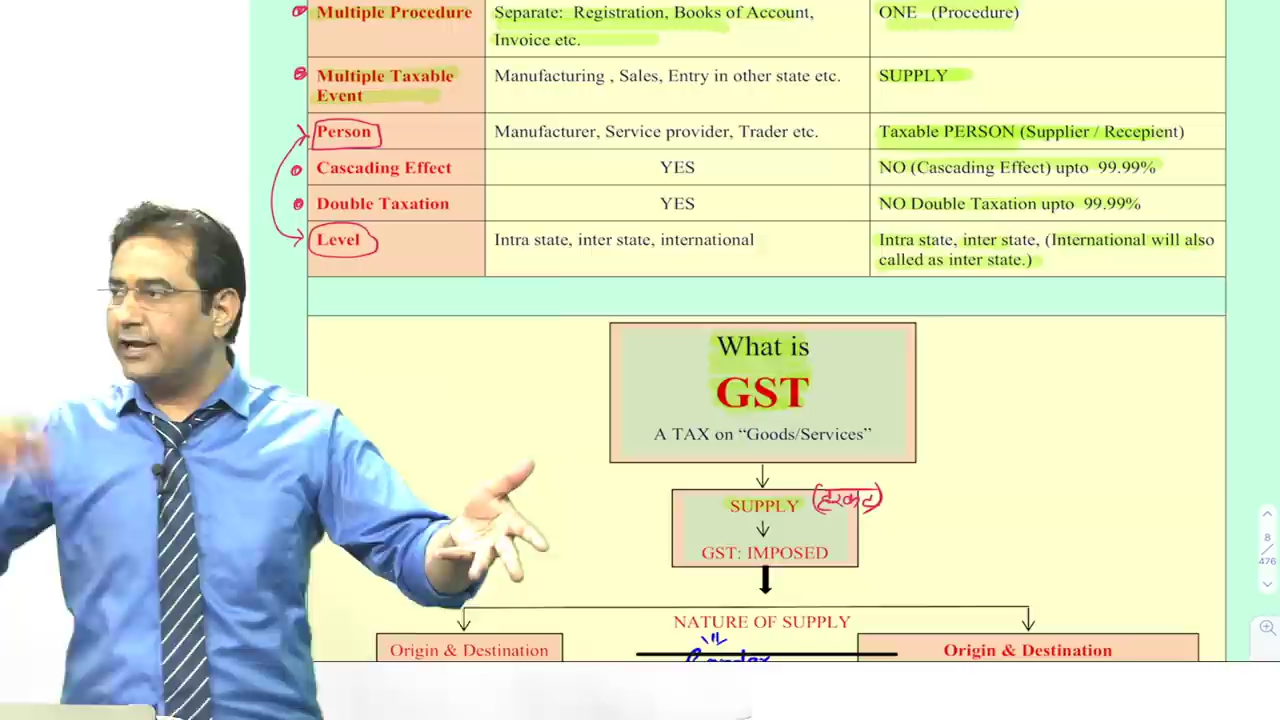 Multiple Procedure
Separate: Registration, Books of Account,
Invoice etc.
ONE (Procedure)
Multiple Taxable
Event
Manufacturing , Sales, Entry in other state etc.
SUPPLY
Person
Manufacturer, Service provider, Trader etc.
Taxable PERSON (Supplier / Recepient)
Cascading Effect
YES
NO (Cascading Effect) upto 99.99%
Double Taxation
YES
NO Double Taxation upto 99.99%
Level
Intra state, inter state, international
Intra state, inter state, (International will also
called as inter state.)
What is
GST
A TAX on “Goods/Services”
SUPPLY
(हरकत)
GST: IMPOSED
NATURE OF SUPPLY
Origin & Destination
Origin & Destination
8
/
476